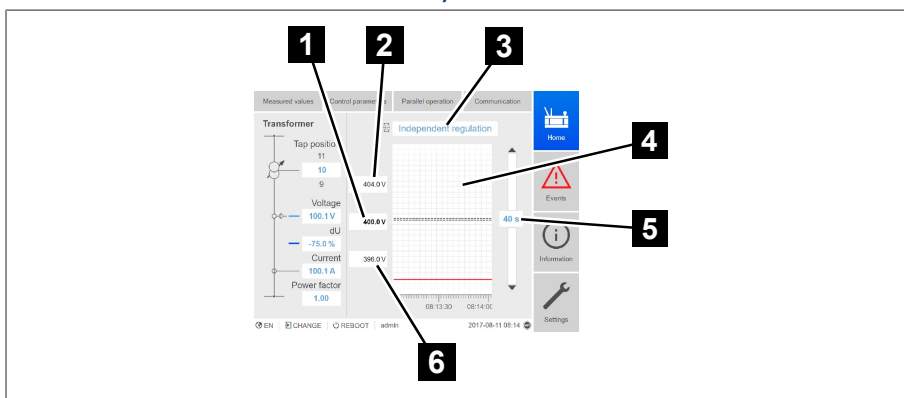 1
2
3
Measured values
Control parameters
Parallel operation
Communication
Transformer
Independent regulation
Home
Tap position
11
10
9
404.0 V
4
Events
Voltage
100.1 V
400.0 V
40 s
5
dU
-75.0 %
Current
396.0 V
Information
100.1 A
Power factor
1.00
08:13:30
08:14:00
Settings
EN
CHANGE
REBOOT
admin
2017-08-11 08:14
6